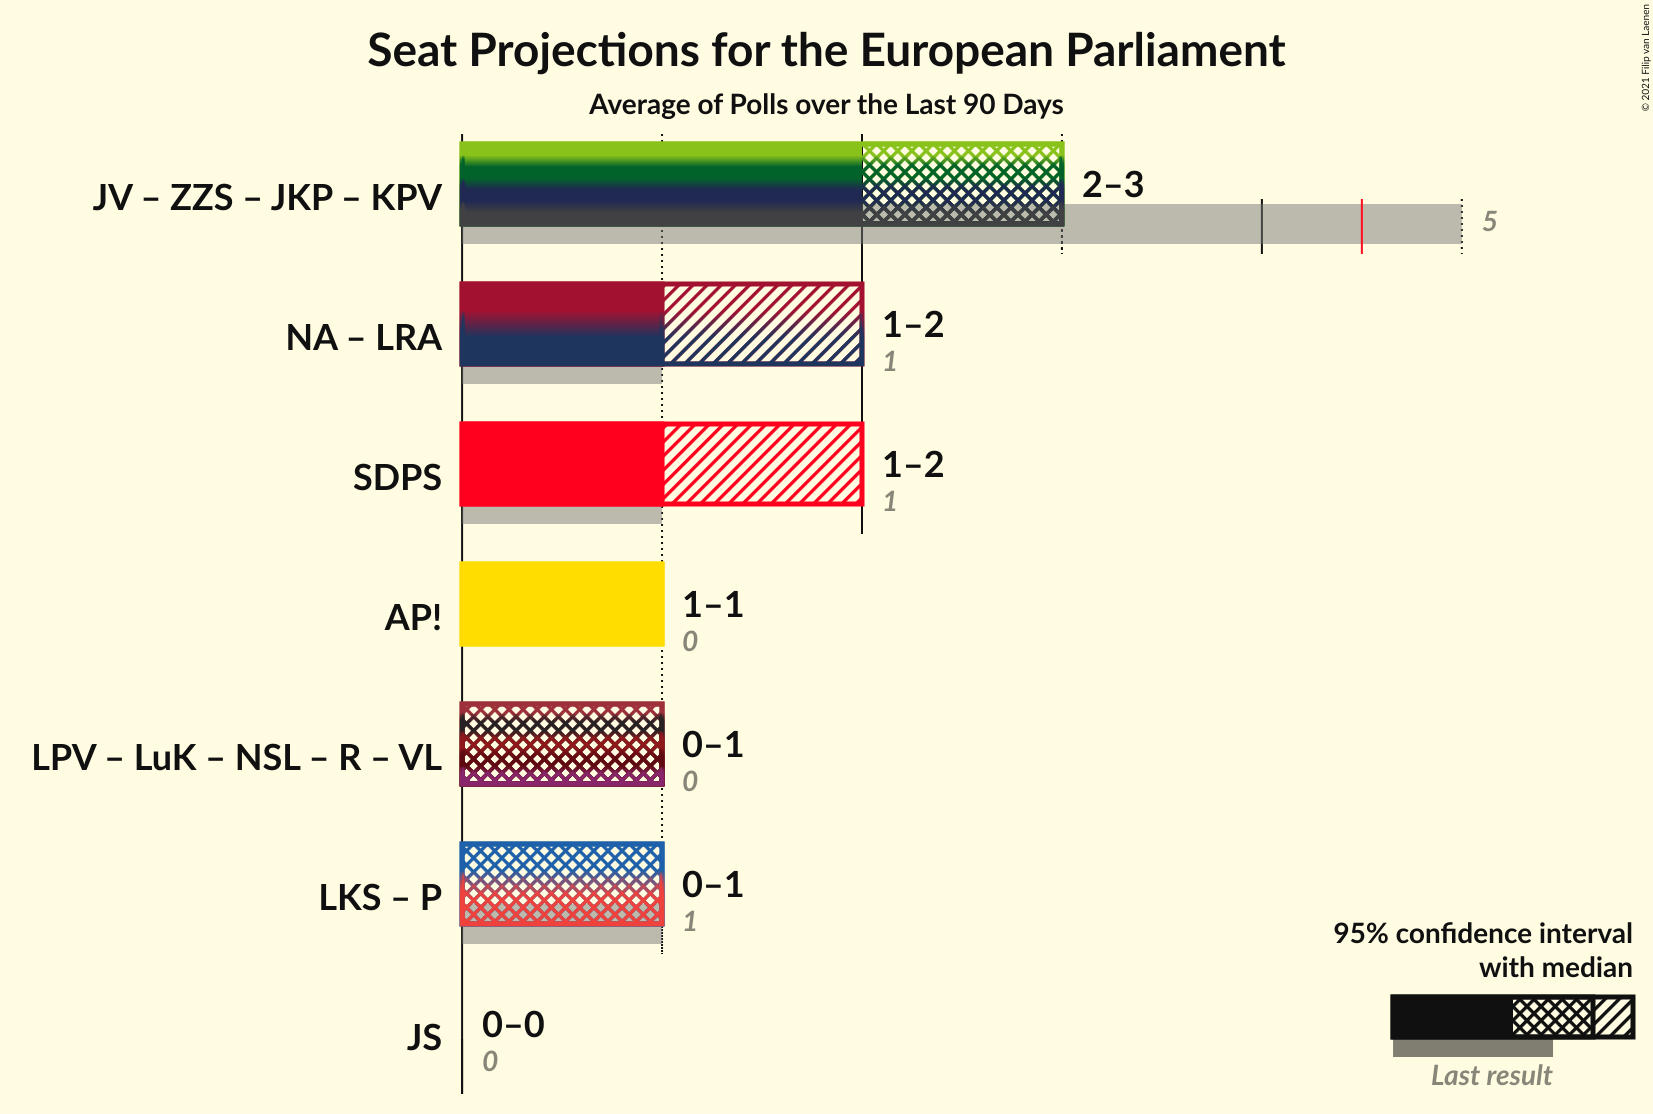 Seat Projections for the European Parliament
Average of Polls over the Last 90 Days
© 2021 Filip van Laenen
JV – ZZS – JKP – KPV
2–3
5
NA – LRA
1–2
1
SDPS
1–2
1
AP!
1–1
0
LPV – LuK – NSL – R – VL
0–1
0
LKS – P
0–1
1
JS
0–0
0
95% confidence interval
with median
Last result